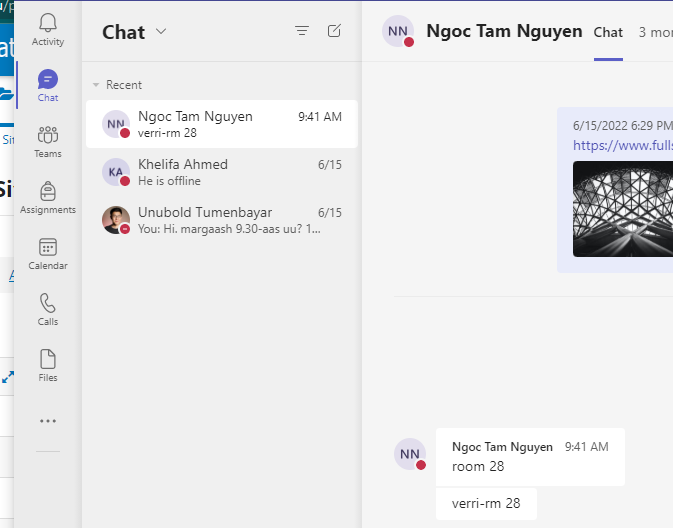 Activity
Chat
Teams
Assignments
Calendar
Calls
Files
Chat
Recent
NN
Ngoc Tam Nguyen 9:41 AM
verri-rm 28
KA
Khelifa Ahmed 6/15
He is offline
Unubold Tumenbayar 6/15
You: Hi. margaash 9.30-aas uu? 1...
NN Ngoc Tam Nguyen Chat 3 mor
6/15/2022 6:29 PM
https://www.fulls
NN
Ngoc Tam Nguyen 9:41 AM
room 28
verri-rm 28